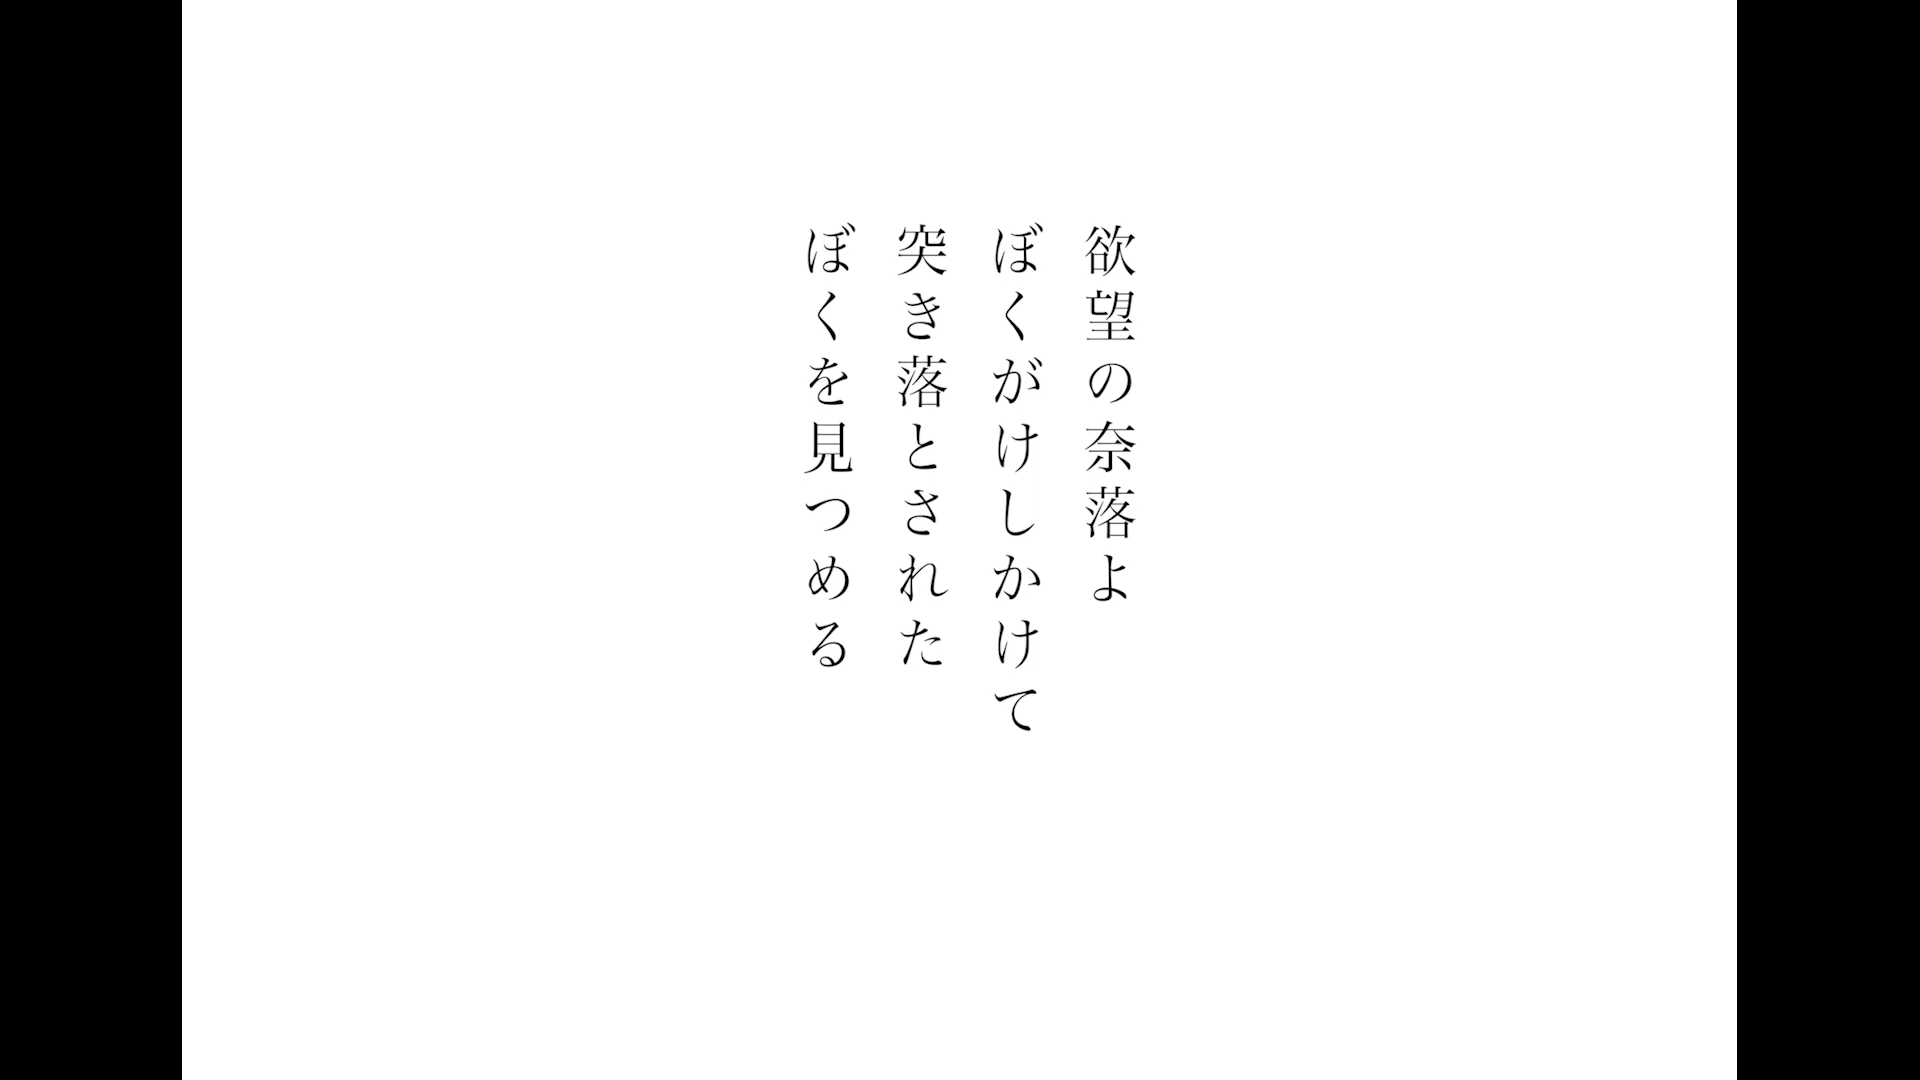 欲望の奈落よ
ぼくがけしかけて
突き落とされた
ぼくを見つめる